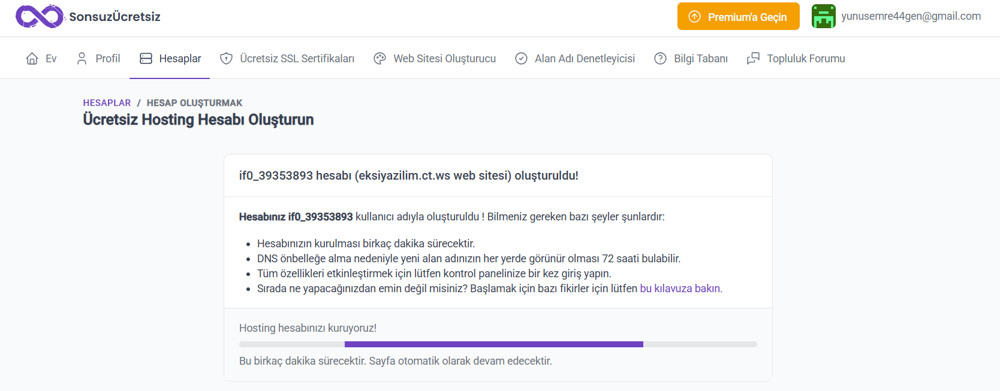 SonsuzÜcretsiz
Premium'a Geçin
yunusemre44gen@gmail.com
Ev
Profil
Hesaplar
Ücretsiz SSL Sertifikaları
Web Sitesi Oluşturucu
Alan Adı Denetleyicisi
Bilgi Tabanı
Topluluk Forumu
HESAPLAR / HESAP OLUŞTURMAK
Ücretsiz Hosting Hesabı Oluşturun
if0_39353893 hesabı (eksiyazilim.ct.ws web sitesi) oluşturuldu!
Hesabınız if0_39353893 kullanıcı adıyla oluşturuldu ! Bilmeniz gereken bazı şeyler şunlardır:
Hesabınızın kurulması birkaç dakika sürecektir.
DNS önbelleğe alma nedeniyle yeni alan adınızın her yerde görünür olması 72 saati bulabilir.
Tüm özellikleri etkinleştirmek için lütfen kontrol panelinize bir kez giriş yapın.
Sırada ne yapacağınızdan emin değil misiniz? Başlamak için bazı fikirler için lütfen bu kılavuza bakın.
Hosting hesabınızı kuruyoruz!
Bu birkaç dakika sürecektir. Sayfa otomatik olarak devam edecektir.